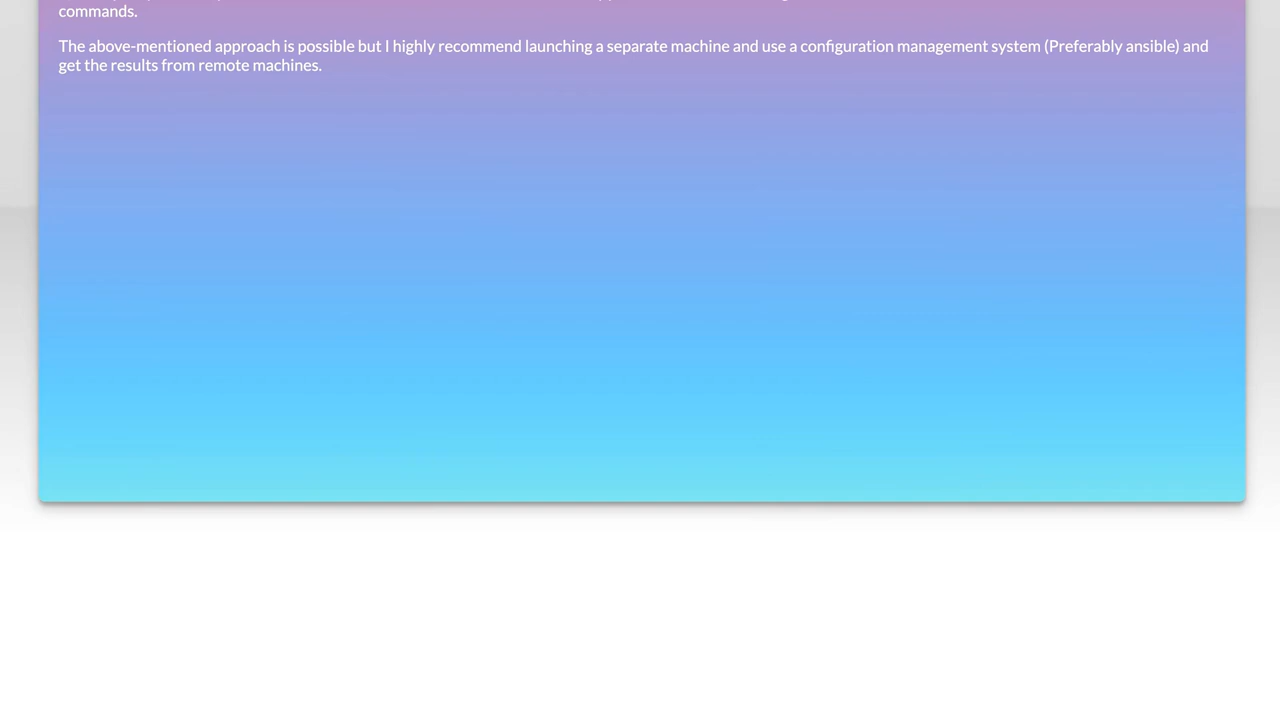 commands.
The above-mentioned approach is possible but I highly recommend launching a separate machine and use a configuration management system (Preferably ansible) and
get the results from remote machines.